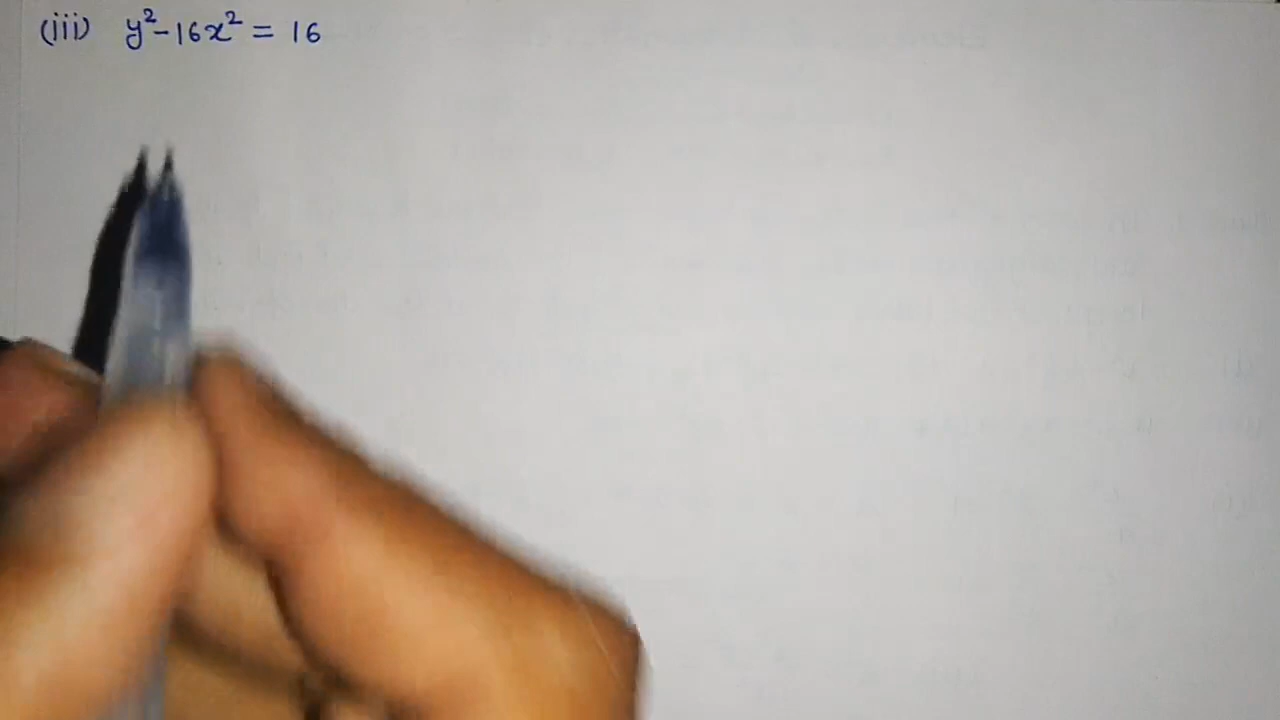 (iii) y² - 16x² = 16